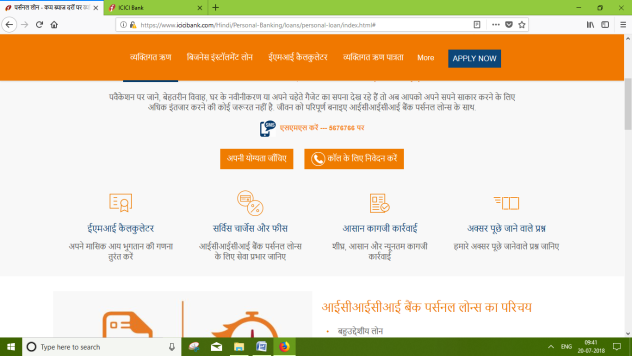 पर्सनल लोन - कम ब्याज दरों पर
ICICI Bank
https://www.icicibank.com/Hindi/Personal-Banking/loans/personal-loan/index.html#
व्यक्तिगत ऋण
बिजनेस इंस्टॉलमेंट लोन
ईएमआई कैलकुलेटर
व्यक्तिगत ऋण पात्रता
More
APPLY NOW
वैकेशन पर जाने, बेहतरीन विवाह, घर के नवीनीकरण या अपने चहेते गैजेट का सपना देख रहे हैं तो अब आपको अपने सपने साकार करने के लिए
अधिक इंतजार करने की कोई जरूरत नहीं है. जीवन को परिपूर्ण बनाइए आईसीआईसीआई बैंक पर्सनल लोन्स के साथ.
SMS
एसएमएस करें --- 5676766 पर
अपनी योग्यता जाँचिए
कॉल के लिए निवेदन करें
ईएमआई कैलकुलेटर
सर्विस चार्जेस और फीस
आसान कागजी कार्रवाई
अक्सर पूछे जाने वाले प्रश्न
अपने मासिक आय भुगतान की गणना
तुरंत करें
आईसीआईसीआई बैंक पर्सनल लोन्स
के लिए सेवा प्रभार जानिए
शीघ्र, आसान और न्यूनतम कागजी
कार्रवाई
हमारे अक्सर पूछे जानेवाले प्रश्न जानिए
आईसीआईसीआई बैंक पर्सनल लोन्स का परिचय
• बहुउद्देशीय लोन
Type here to search
ENG
09:41
20-07-2018